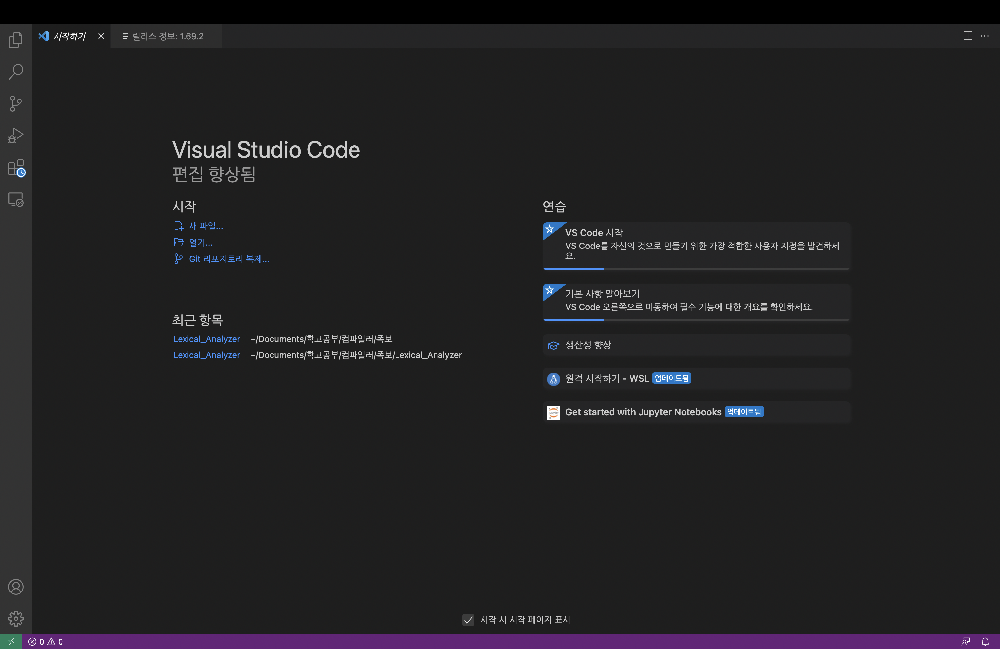 시작하기
릴리스 정보: 1.69.2
Visual Studio Code
편집 향상됨
시작
새 파일...
열기...
Git 리포지토리 복제...
최근 항목
Lexical_Analyzer ~/Documents/학교공부/컴파일러/족보
Lexical_Analyzer ~/Documents/학교공부/컴파일러/족보/Lexical_Analyzer
연습
VS Code 시작
VS Code를 자신의 것으로 만들기 위한 가장 적합한 사용자 지정을 발견하세
요.
기본 사항 알아보기
VS Code 오른쪽으로 이동하여 필수 기능에 대한 개요를 확인하세요.
생산성 향상
원격 시작하기 - WSL 업데이트됨
jupyter
Get started with Jupyter Notebooks 업데이트됨
시작 시 시작 페이지 표시
0 0